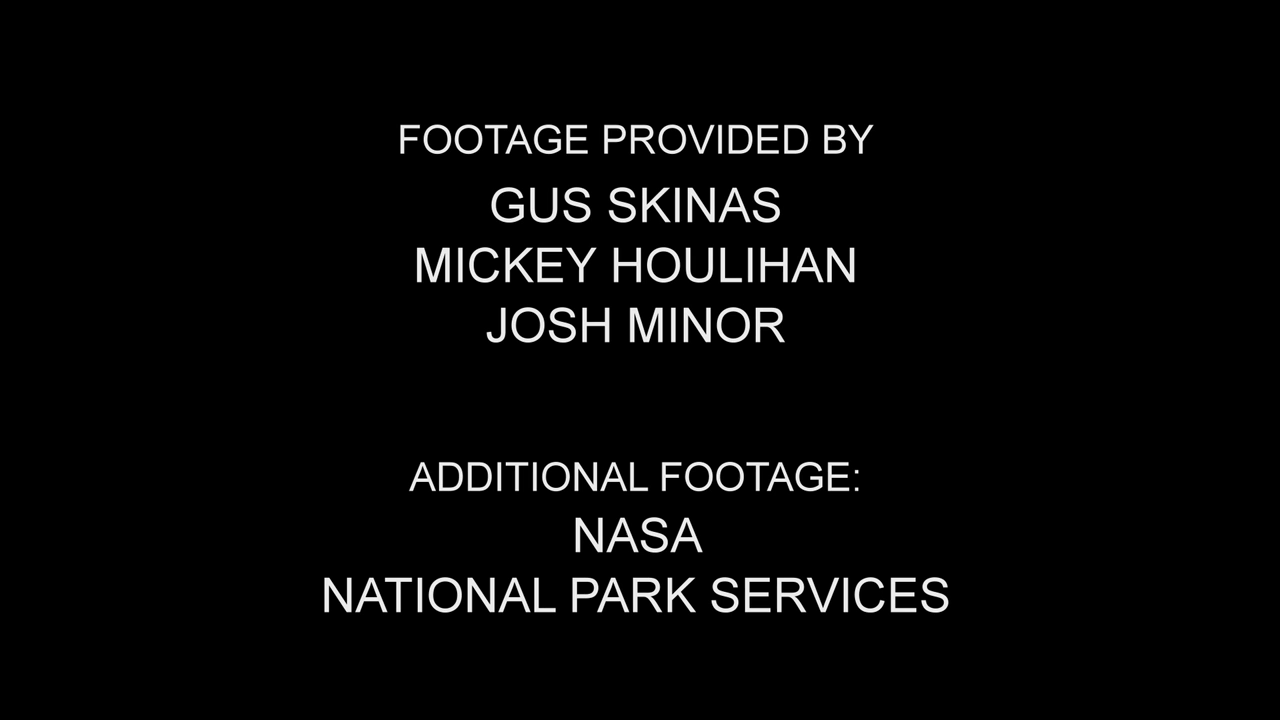 FOOTAGE PROVIDED BY
GUS SKINAS
MICKEY HOULIHAN
JOSH MINOR
ADDITIONAL FOOTAGE:
NASA
NATIONAL PARK SERVICES